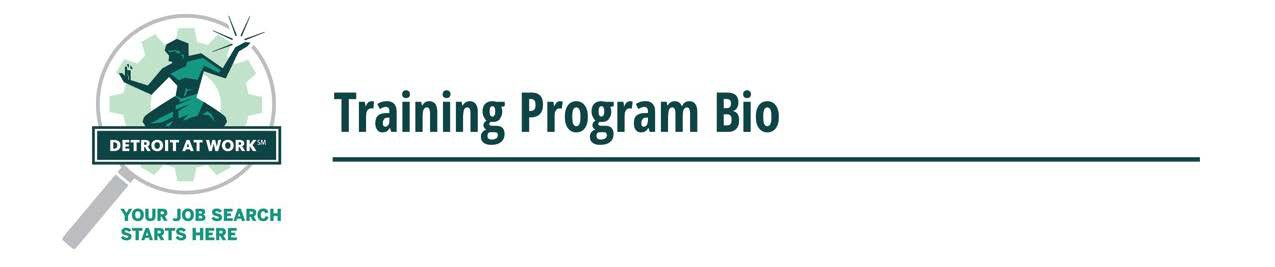 Training Program Bio
DETROIT AT WORK℠
YOUR JOB SEARCH
STARTS HERE